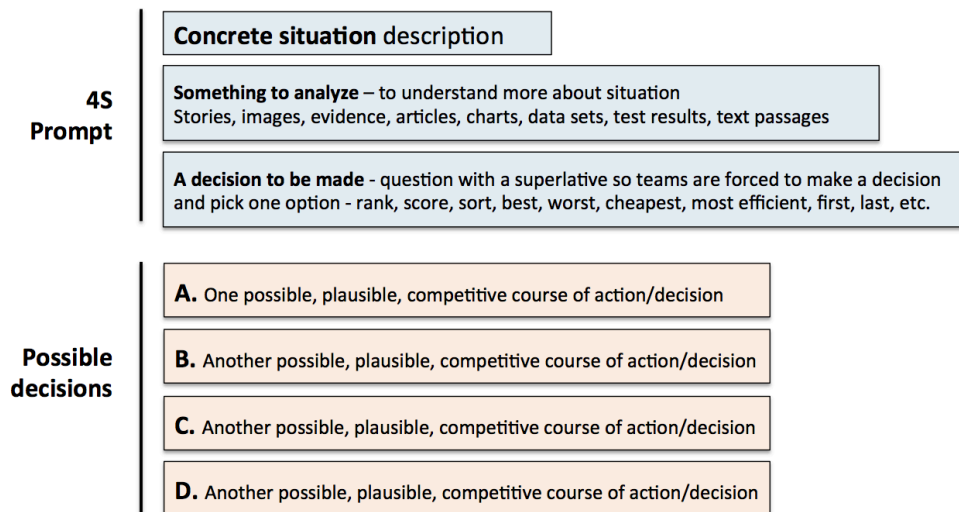 Concrete situation description
4S
Prompt
Something to analyze – to understand more about situation
Stories, images, evidence, articles, charts, data sets, test results, text passages
A decision to be made - question with a superlative so teams are forced to make a decision
and pick one option - rank, score, sort, best, worst, cheapest, most efficient, first, last, etc.
Possible
decisions
A. One possible, plausible, competitive course of action/decision
B. Another possible, plausible, competitive course of action/decision
C. Another possible, plausible, competitive course of action/decision
D. Another possible, plausible, competitive course of action/decision